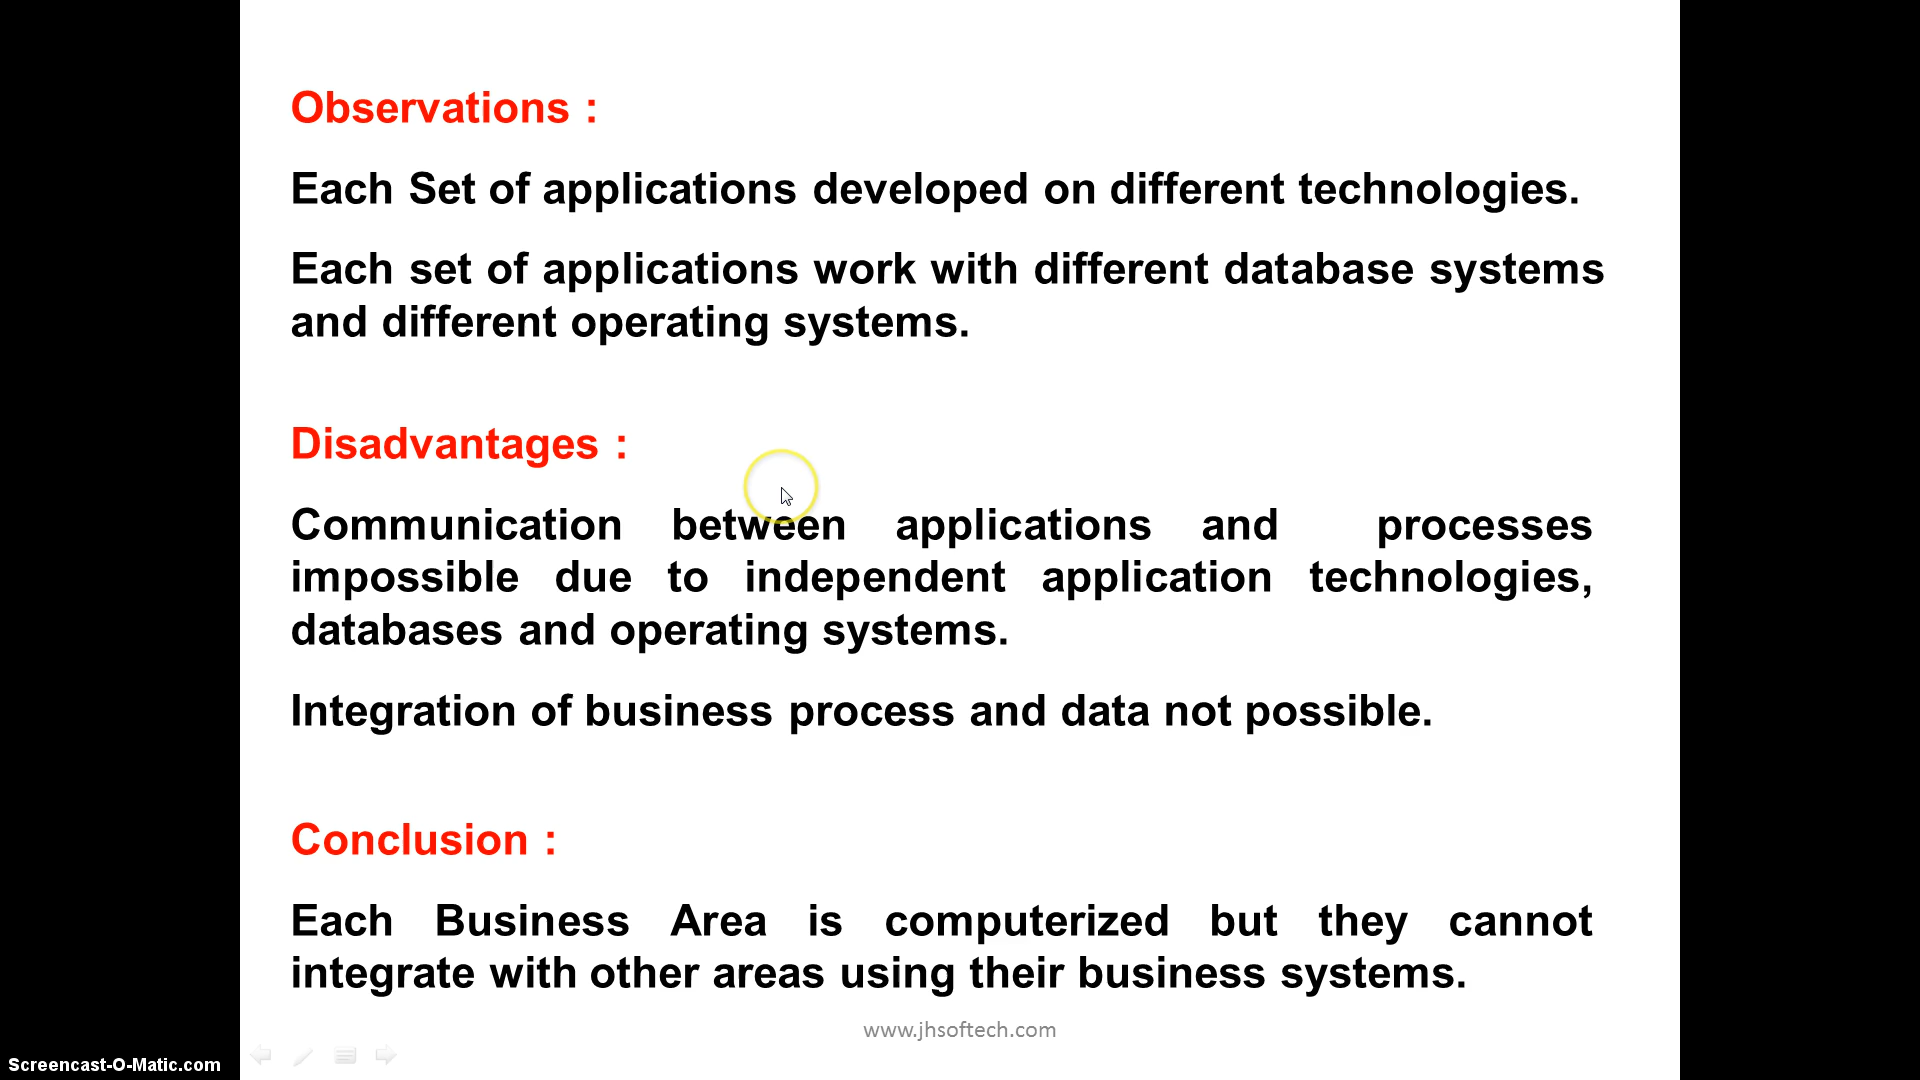 Observations :
Each Set of applications developed on different technologies.
Each set of applications work with different database systems
and different operating systems.
Disadvantages :
Communication between applications and processes
impossible due to independent application technologies,
databases and operating systems.
Integration of business process and data not possible.
Conclusion :
Each Business Area is computerized but they cannot
integrate with other areas using their business systems.
www.jhsoftech.com
Screencast-O-Matic.com